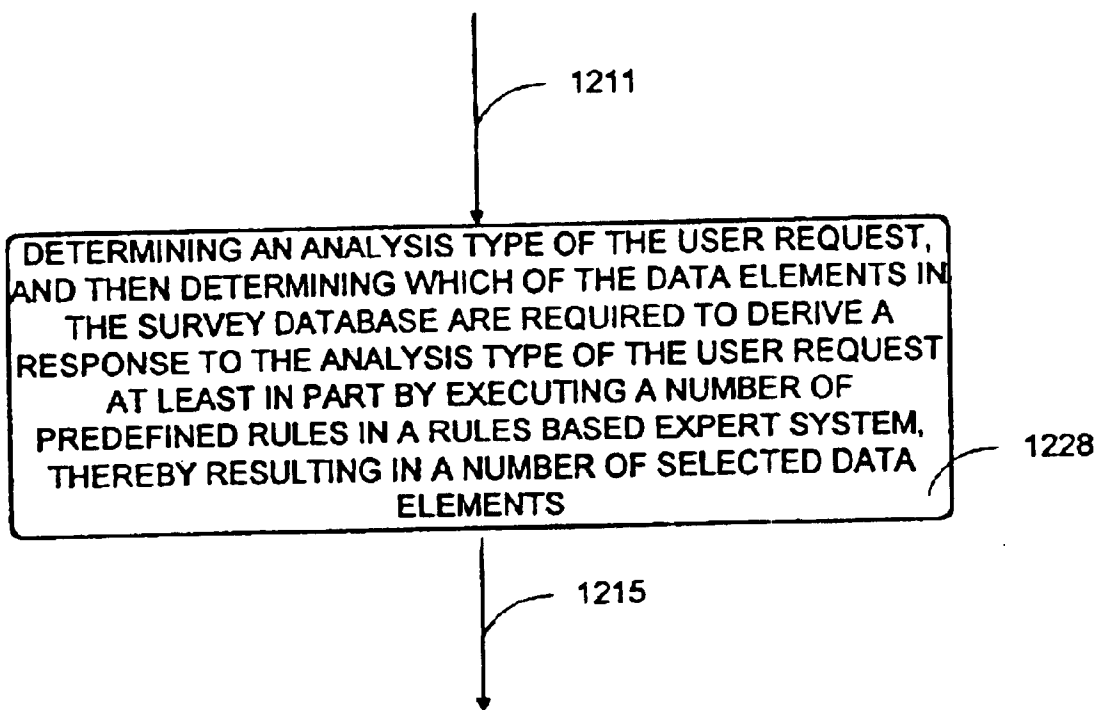 1211
DETERMINING AN ANALYSIS TYPE OF THE USER REQUEST,
AND THEN DETERMINING WHICH OF THE DATA ELEMENTS IN
THE SURVEY DATABASE ARE REQUIRED TO DERIVE A
RESPONSE TO THE ANALYSIS TYPE OF THE USER REQUEST
AT LEAST IN PART BY EXECUTING A NUMBER OF
PREDEFINED RULES IN A RULES BASED EXPERT SYSTEM,
THEREBY RESULTING IN A NUMBER OF SELECTED DATA
ELEMENTS
1228
1215